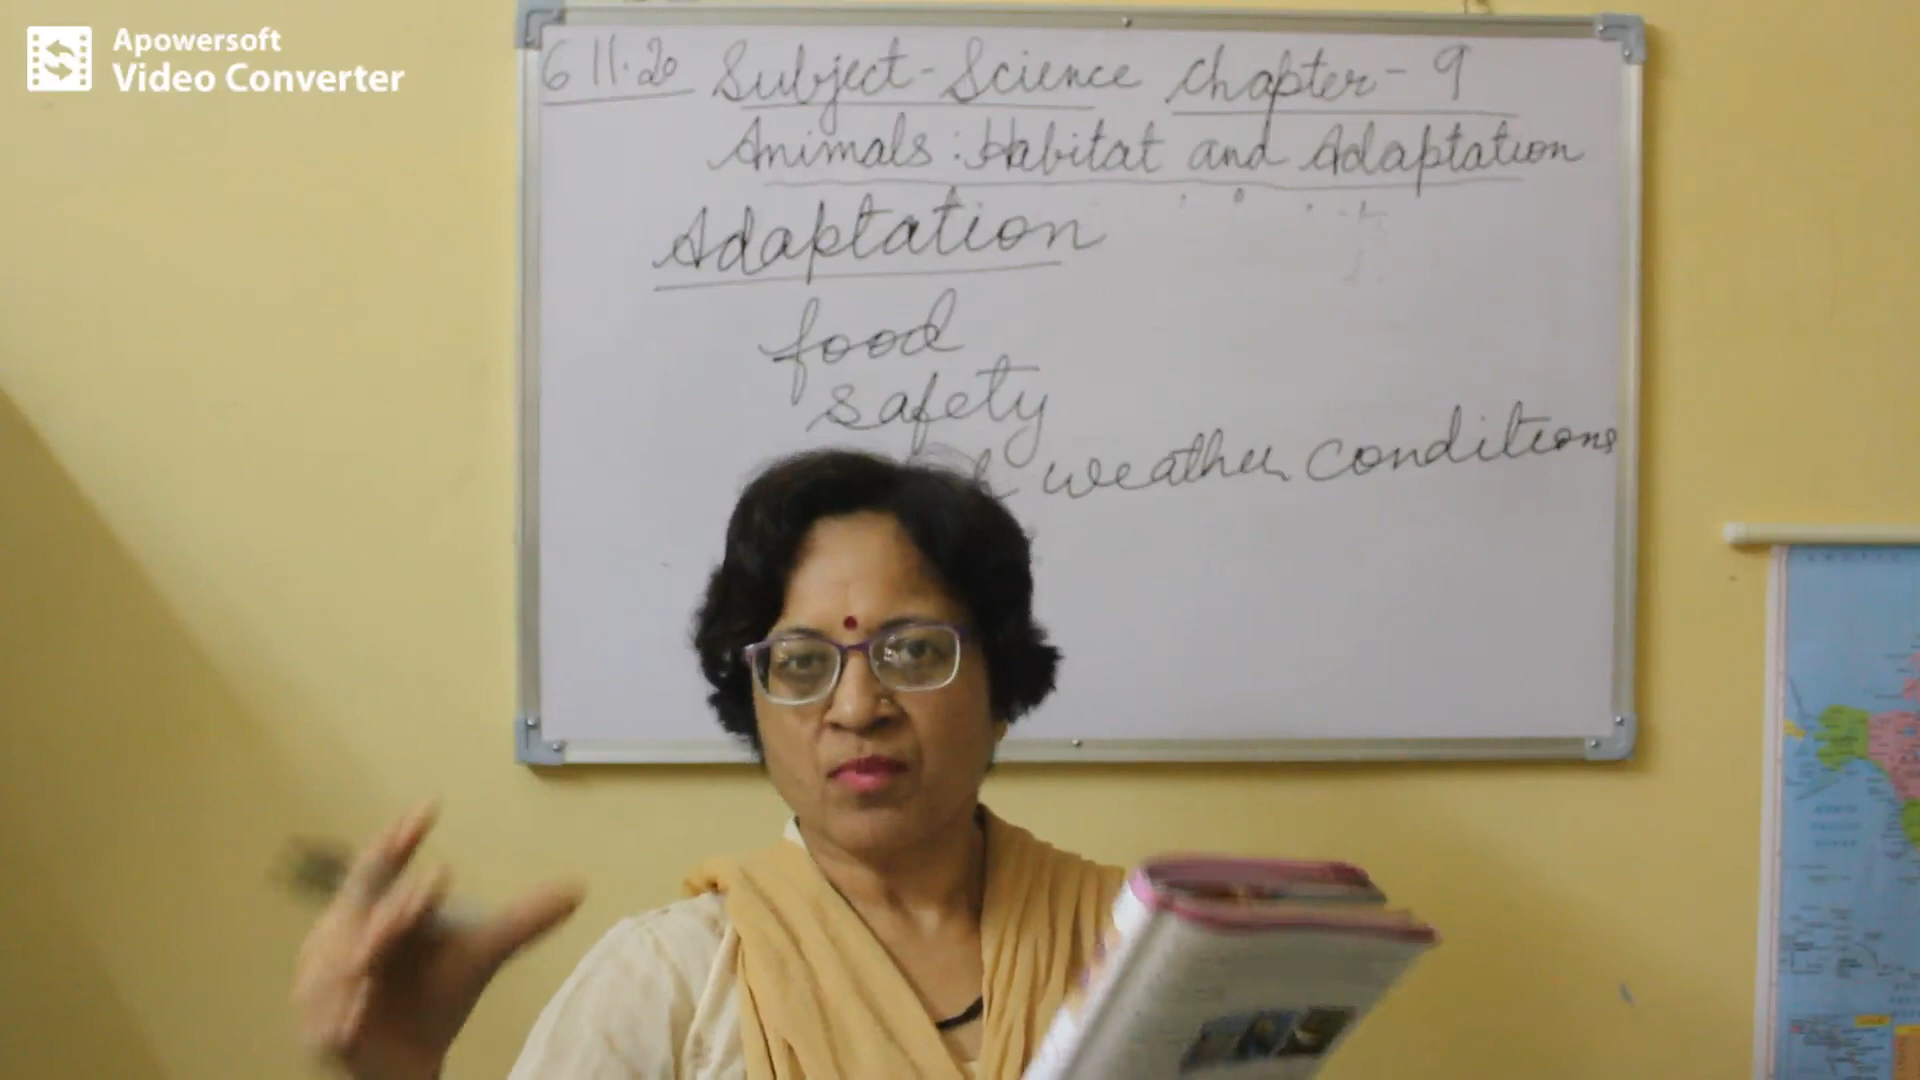 Apowersoft
Video Converter
6 11.20 Subject - Science Chapter - 9
Animals : Habitat and Adaptation
Adaptation
food
safety
weather conditions